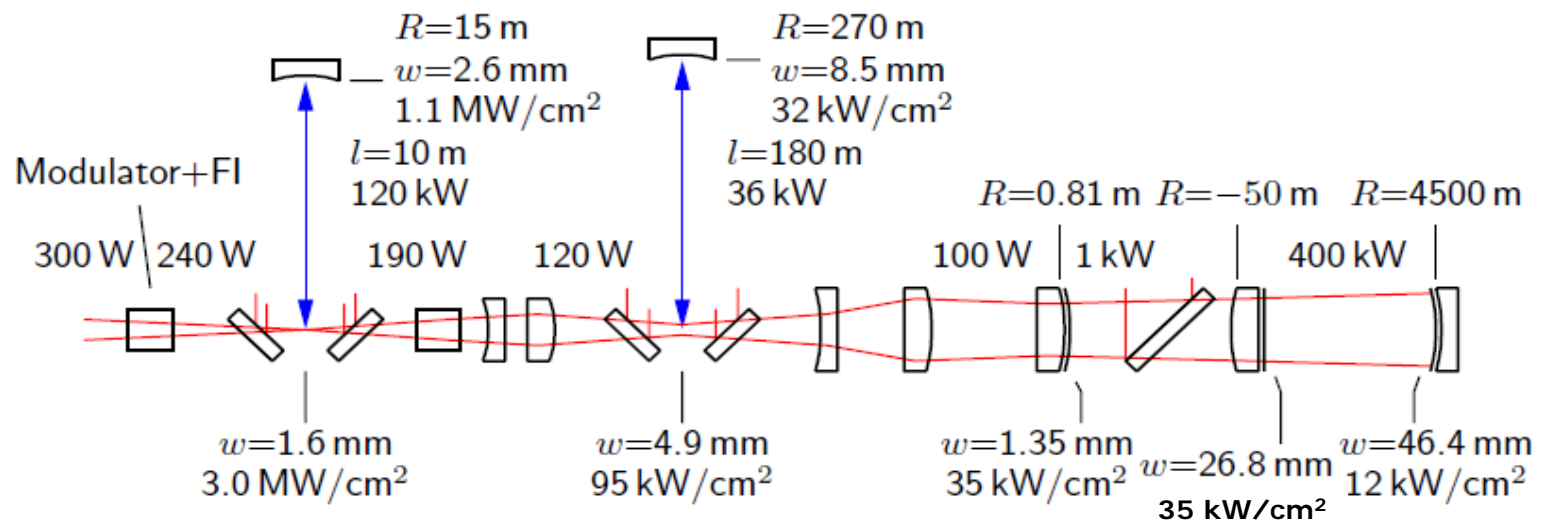 R=15 m
w=2.6 mm
1.1 MW/cm²
l=10 m
120 kW
R=270 m
w=8.5 mm
32 kW/cm²
l=180 m
36 kW
Modulator+FI
R=0.81 m
R=−50 m
R=4500 m
300 W
240 W
190 W
120 W
100 W
1 kW
400 kW
w=1.6 mm
3.0 MW/cm²
w=4.9 mm
95 kW/cm²
w=1.35 mm
35 kW/cm²
w=26.8 mm
35 kW/cm²
w=46.4 mm
12 kW/cm²